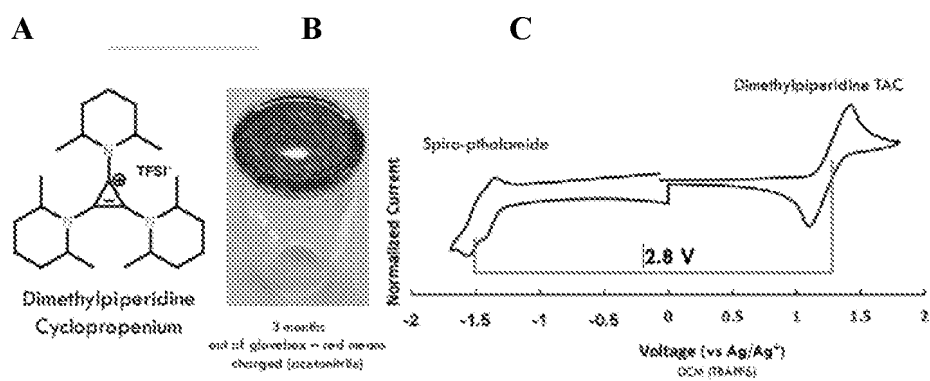 A
B
C
Dimethylpiperidine TAC
Spiro-pthalamide
N
⊕
TFSI⁻
N
N
Normalized Current
2.8 V
Dimethylpiperidine
Cyclopropenium
3 months
out of glovebox – red means
charged (acetonitrile)
-2 -1.5 -1 -0.5 0 0.5 1 1.5 2
Voltage (vs Ag/Ag⁺)
DCM (TBAPF6)